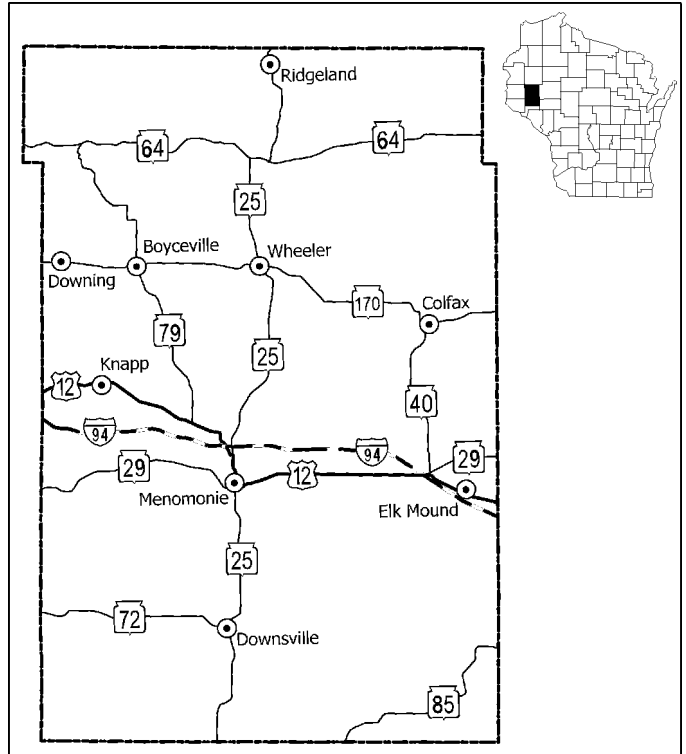 Ridgeland
64
64
25
Boyceville
Wheeler
Downing
170
Colfax
79
25
Knapp
12
40
94
94
29
29
12
Menomonie
Elk Mound
25
72
Downsville
85